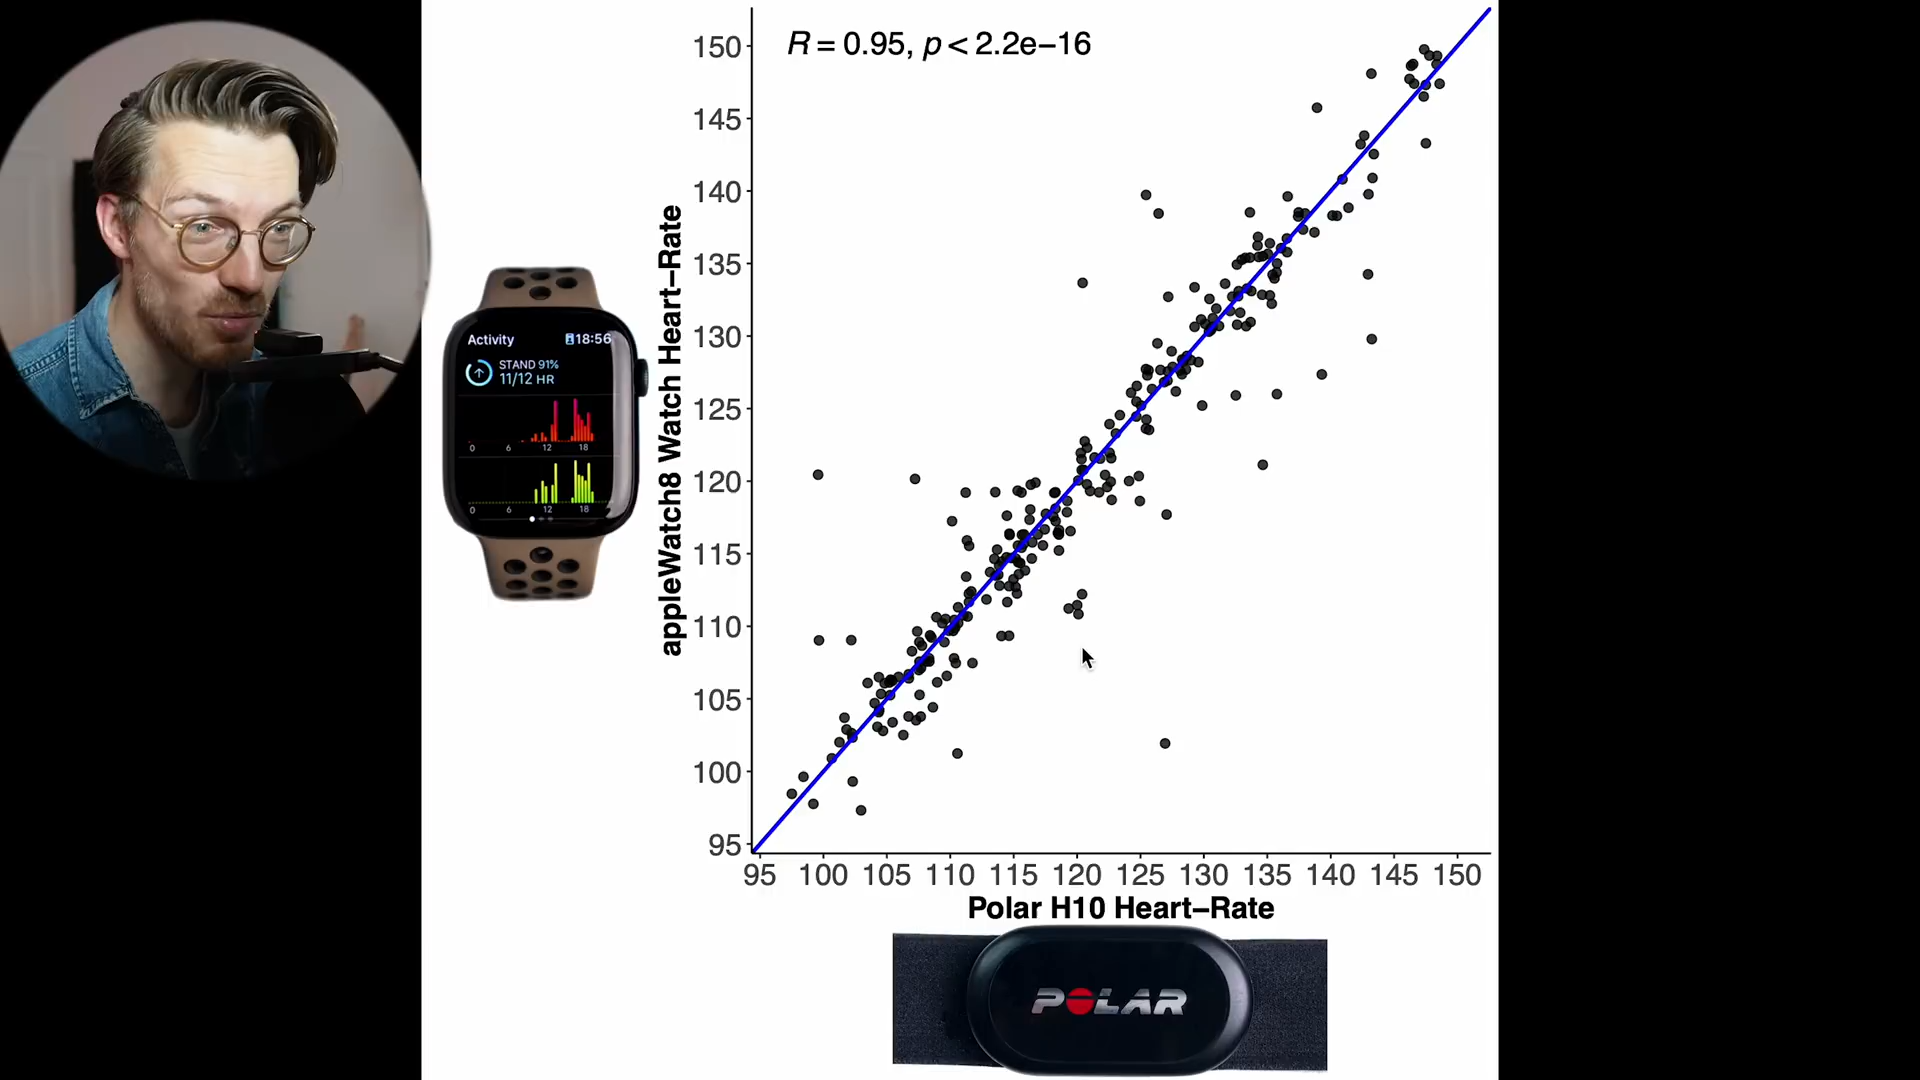 R = 0.95, p < 2.2e−16
150
145
140
135
130
125
120
115
110
105
100
95
appleWatch8 Watch Heart−Rate
Activity 18:56
STAND 91%
11/12 HR
0 6 12 18
0 6 12 18
95 100 105 110 115 120 125 130 135 140 145 150
Polar H10 Heart−Rate
POLAR